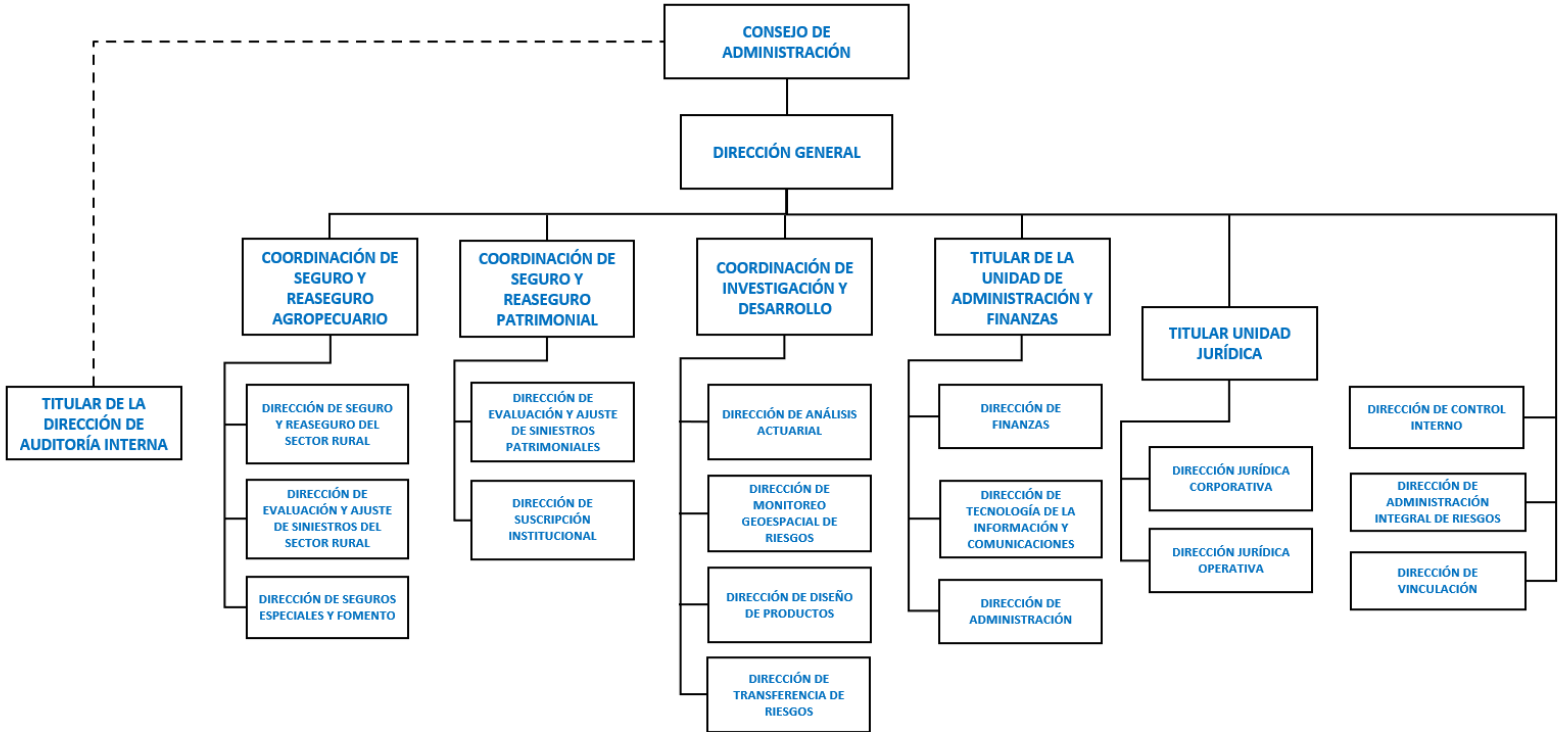 CONSEJO DE
ADMINISTRACIÓN
DIRECCIÓN GENERAL
COORDINACIÓN DE
SEGURO Y
REASEGURO
AGROPECUARIO
COORDINACIÓN DE
SEGURO Y
REASEGURO
PATRIMONIAL
COORDINACIÓN DE
INVESTIGACIÓN Y
DESARROLLO
TITULAR DE LA
UNIDAD DE
ADMINISTRACIÓN Y
FINANZAS
TITULAR UNIDAD
JURÍDICA
TITULAR DE LA
DIRECCIÓN DE
AUDITORÍA INTERNA
DIRECCIÓN DE SEGURO
Y REASEGURO DEL
SECTOR RURAL
DIRECCIÓN DE
EVALUACIÓN Y AJUSTE
DE SINIESTROS DEL
SECTOR RURAL
DIRECCIÓN DE SEGUROS
ESPECIALES Y FOMENTO
DIRECCIÓN DE
EVALUACIÓN Y AJUSTE
DE SINIESTROS
PATRIMONIALES
DIRECCIÓN DE
SUSCRIPCIÓN
INSTITUCIONAL
DIRECCIÓN DE ANÁLISIS
ACTUARIAL
DIRECCIÓN DE
MONITOREO
GEOESPACIAL DE
RIESGOS
DIRECCIÓN DE DISEÑO
DE PRODUCTOS
DIRECCIÓN DE
TRANSFERENCIA DE
RIESGOS
DIRECCIÓN DE
FINANZAS
DIRECCIÓN DE
TECNOLOGÍA DE LA
INFORMACIÓN Y
COMUNICACIONES
DIRECCIÓN DE
ADMINISTRACIÓN
DIRECCIÓN JURÍDICA
CORPORATIVA
DIRECCIÓN JURÍDICA
OPERATIVA
DIRECCIÓN DE CONTROL
INTERNO
DIRECCIÓN DE
ADMINISTRACIÓN
INTEGRAL DE RIESGOS
DIRECCIÓN DE
VINCULACIÓN